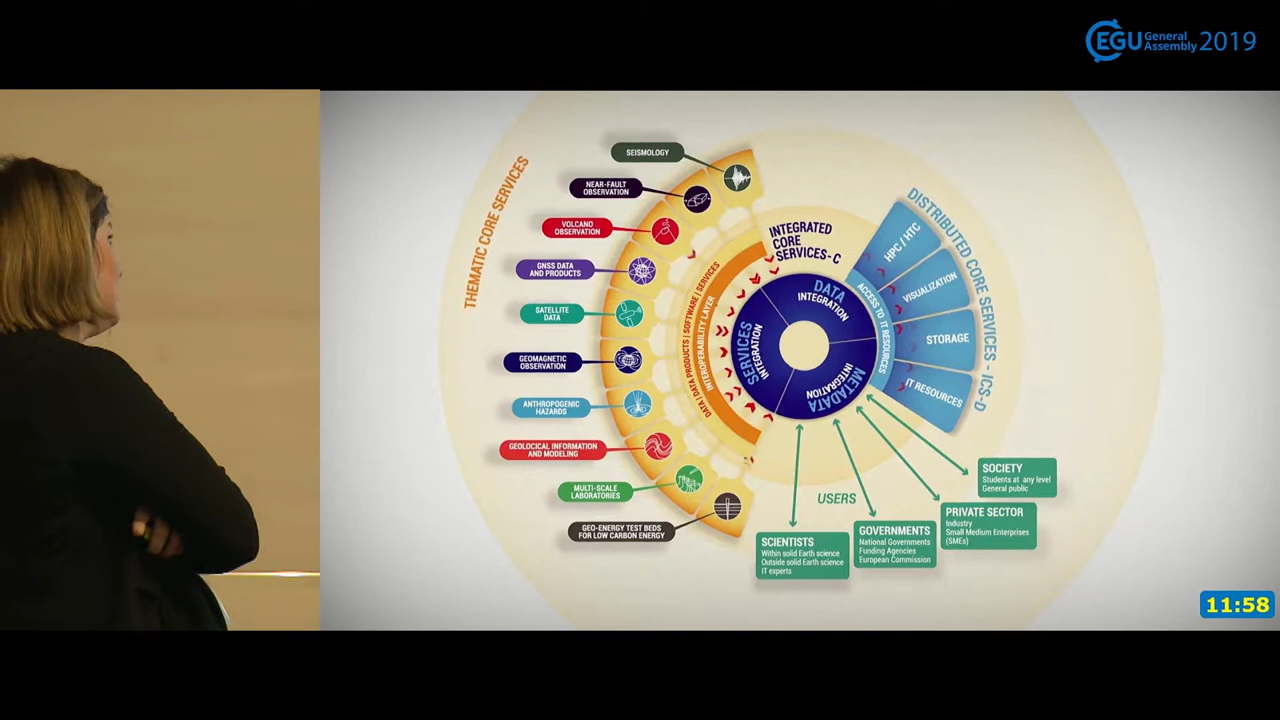 EGU General
Assembly 2019
THEMATIC CORE SERVICES
SEISMOLOGY
NEAR-FAULT
OBSERVATION
VOLCANO
OBSERVATION
GNSS DATA
AND PRODUCTS
SATELLITE
DATA
GEOMAGNETIC
OBSERVATION
ANTHROPOGENIC
HAZARDS
GEOLOCICAL INFORMATION
AND MODELING
MULTI-SCALE
LABORATORIES
GEO-ENERGY TEST BEDS
FOR LOW CARBON ENERGY
DATA | DATA PRODUCTS | SOFTWARE | SERVICES
INTEROPERABILITY LAYER
INTEGRATED
CORE
SERVICES-C
DATA
INTEGRATION
SERVICES
INTEGRATION
METADATA
INTEGRATION
ACCESS TO IT RESOURCES
HPC / HTC
VISUALIZATION
STORAGE
IT RESOURCES
DISTRIBUTED CORE SERVICES - ICS-D
USERS
SCIENTISTS
Within solid Earth science
Outside solid Earth science
IT experts
GOVERNMENTS
National Governments
Funding Agencies
European Commission
PRIVATE SECTOR
Industry
Small Medium Enterprises
(SMEs)
SOCIETY
Students at any level
General public
11:58